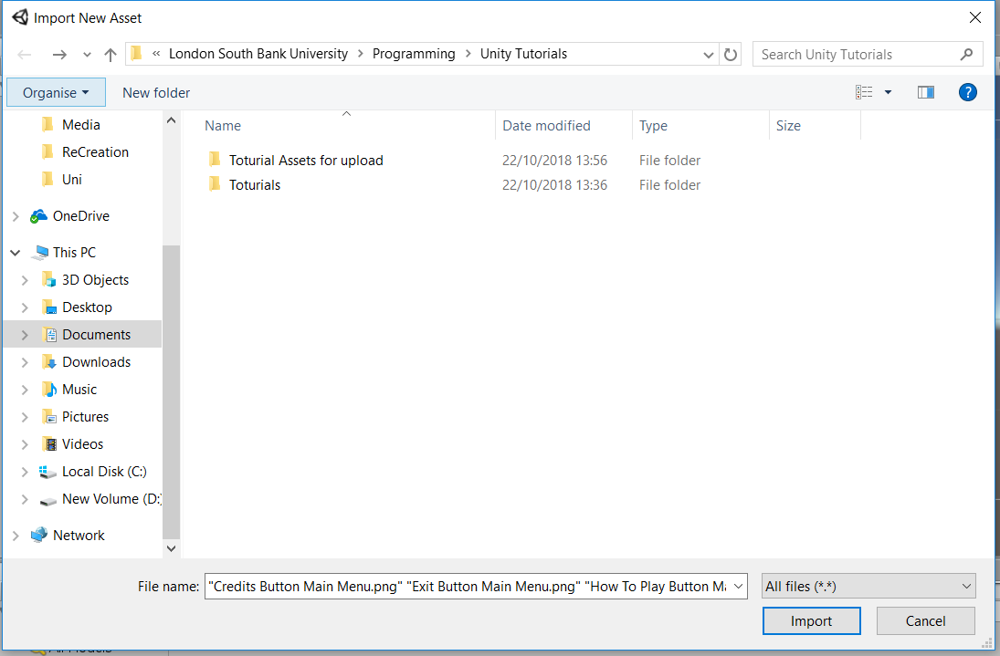 Import New Asset
« London South Bank University > Programming > Unity Tutorials
Search Unity Tutorials
Organise
New folder
?
Name
Date modified
Type
Size
Media
ReCreation
Uni
OneDrive
This PC
3D Objects
Desktop
Documents
Downloads
Music
Pictures
Videos
Local Disk (C:)
New Volume (D:)
Network
Toturial Assets for upload 22/10/2018 13:56 File folder
Toturials 22/10/2018 13:36 File folder
File name: "Credits Button Main Menu.png" "Exit Button Main Menu.png" "How To Play Button Ma
All files (*.*)
Import
Cancel
All Models